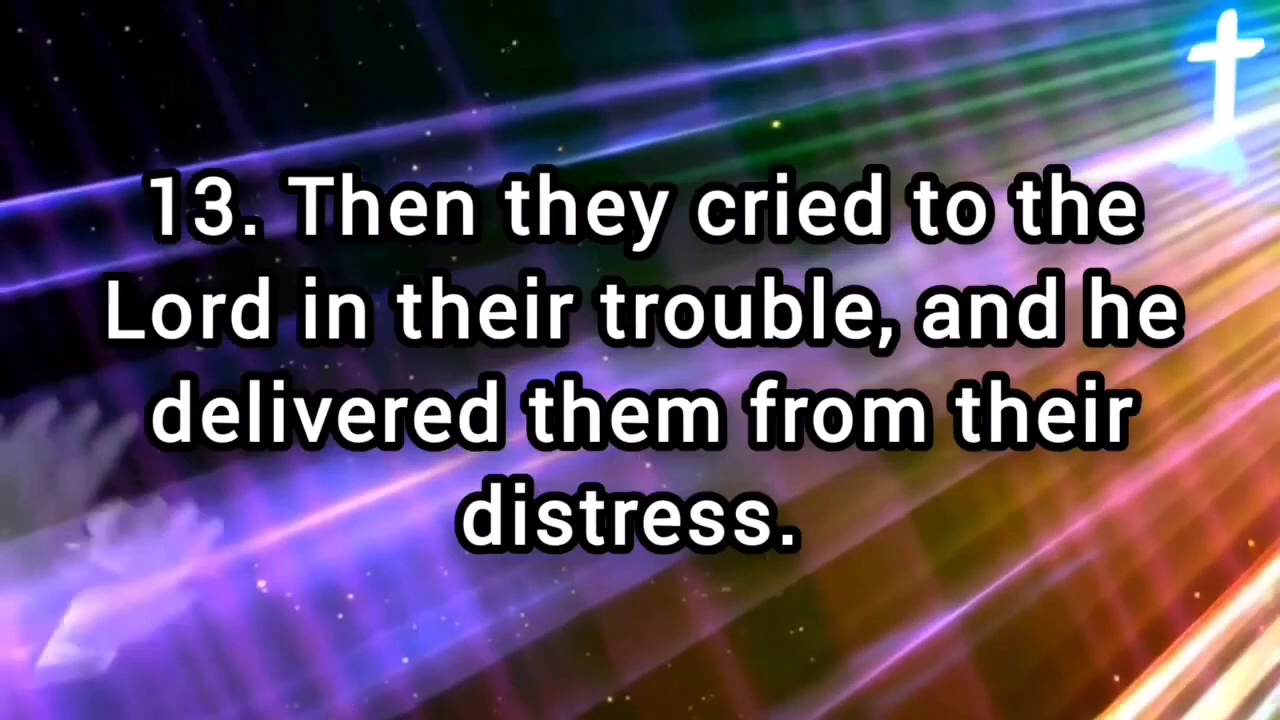 13. Then they cried to the
Lord in their trouble, and he
delivered them from their
distress.